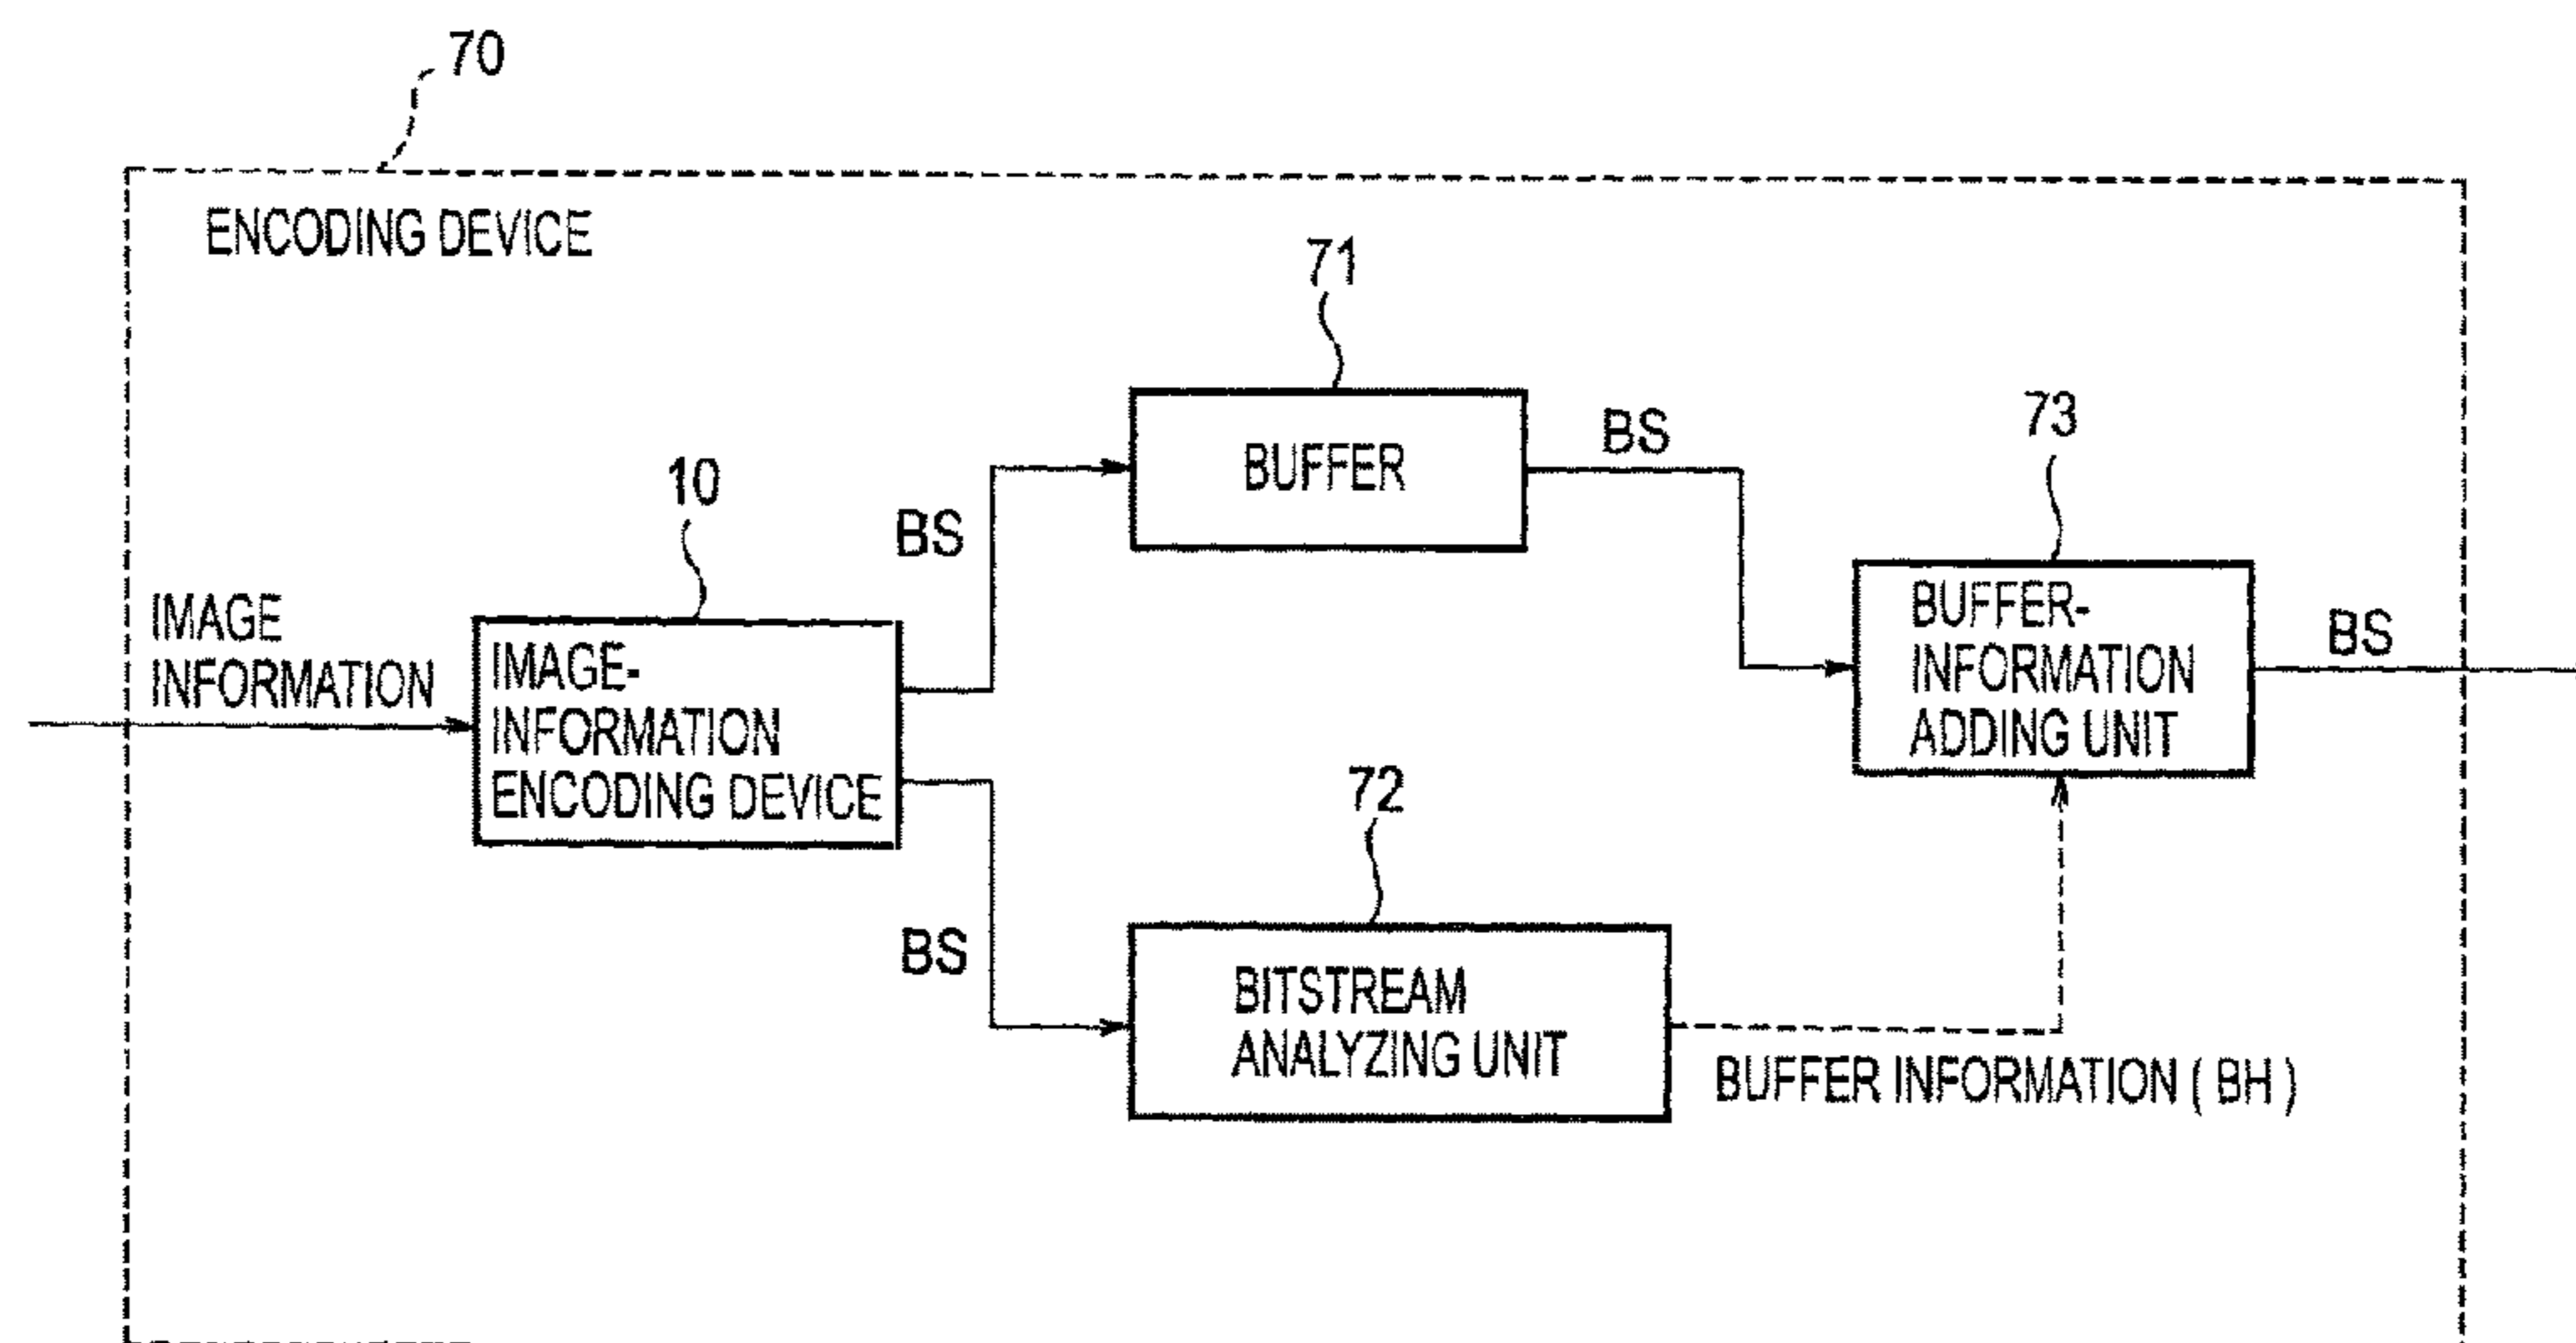 70
ENCODING DEVICE
71
BUFFER
BS
73
10
BS
IMAGE
INFORMATION
IMAGE-
INFORMATION
ENCODING DEVICE
BUFFER-
INFORMATION
ADDING UNIT
BS
72
BS
BITSTREAM
ANALYZING UNIT
BUFFER INFORMATION ( BH )